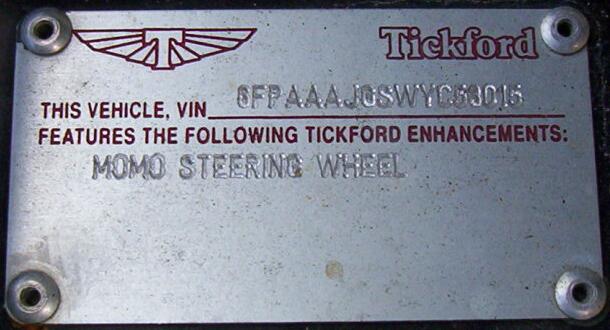 T
Tickford
THIS VEHICLE, VIN 6FPAAAJGSWYC53015
FEATURES THE FOLLOWING TICKFORD ENHANCEMENTS:
MOMO STEERING WHEEL